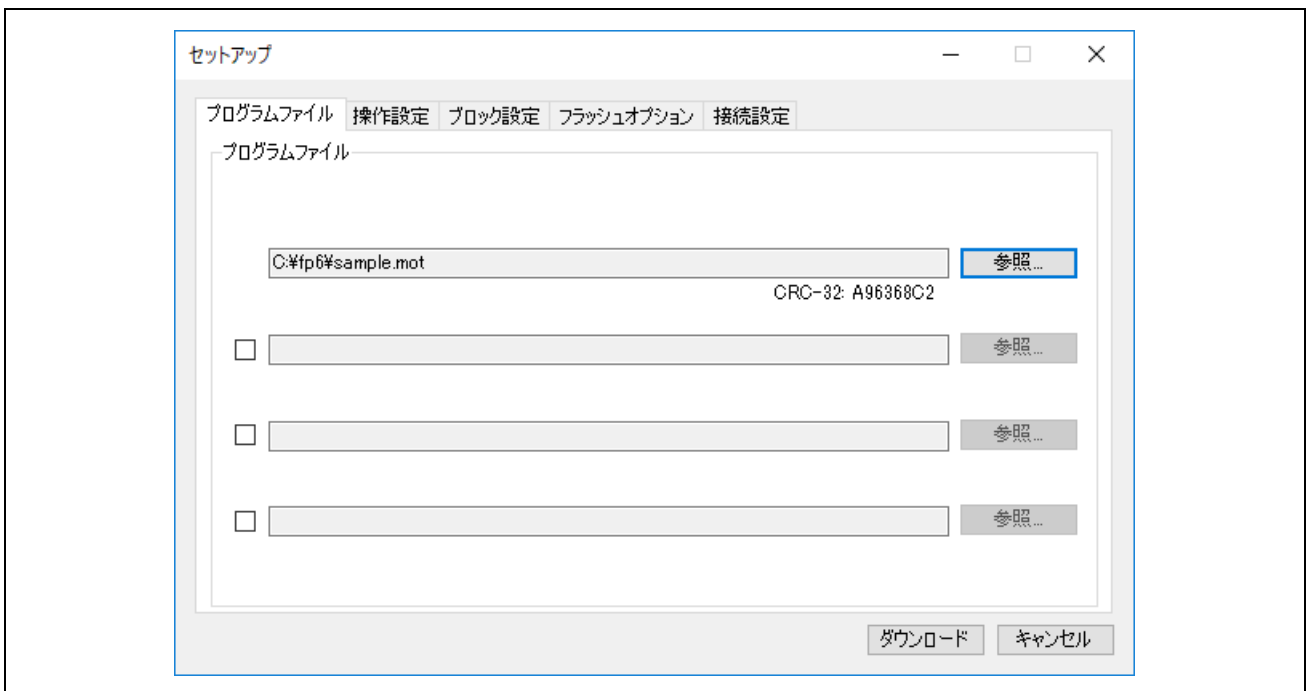 セットアップ
プログラムファイル 操作設定 ブロック設定 フラッシュオプション 接続設定
プログラムファイル
C:¥fp6¥sample.mot 参照...
CRC-32: A96368C2
参照...
参照...
参照...
ダウンロード キャンセル